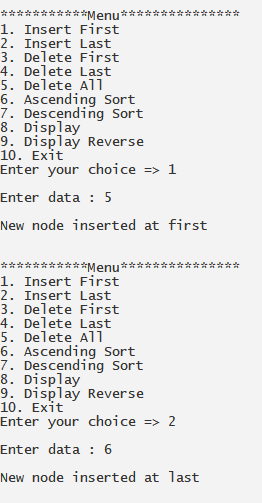 ***********Menu***************
1. Insert First
2. Insert Last
3. Delete First
4. Delete Last
5. Delete All
6. Ascending Sort
7. Descending Sort
8. Display
9. Display Reverse
10. Exit
Enter your choice => 1
Enter data : 5
New node inserted at first
***********Menu***************
1. Insert First
2. Insert Last
3. Delete First
4. Delete Last
5. Delete All
6. Ascending Sort
7. Descending Sort
8. Display
9. Display Reverse
10. Exit
Enter your choice => 2
Enter data : 6
New node inserted at last